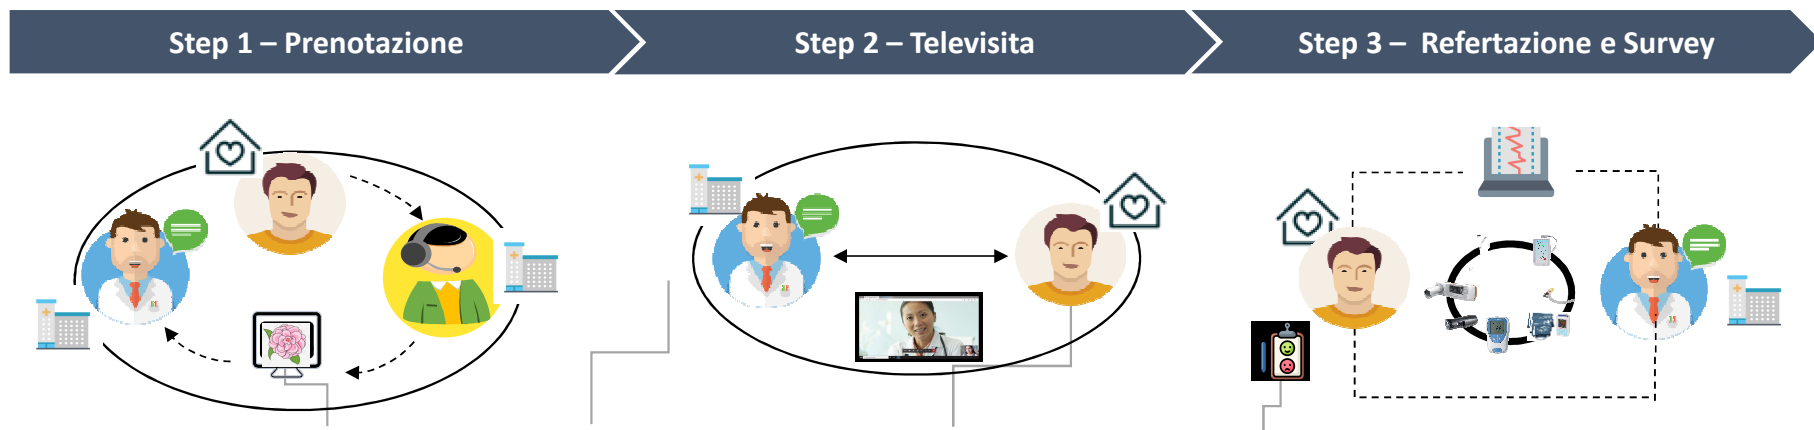 Step 1 – Prenotazione
Step 2 – Televisita
Step 3 – Refertazione e Survey